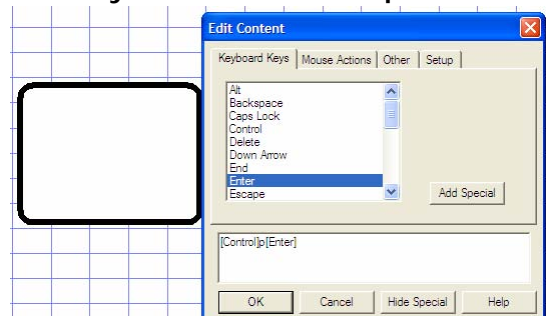 Edit Content
Keyboard Keys Mouse Actions Other Setup
Alt
Backspace
Caps Lock
Control
Delete
Down Arrow
End
Enter
Escape
Add Special
[Control]p[Enter]
OK Cancel Hide Special Help